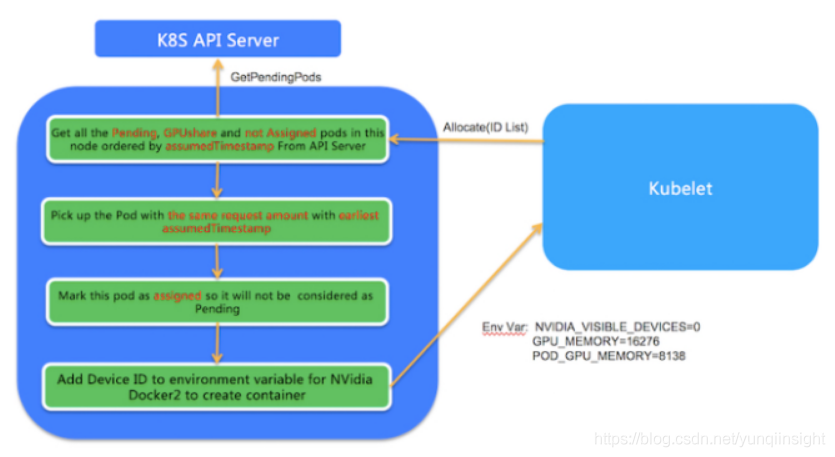 K8S API Server
GetPendingPods
Get all the Pending, GPUshare and not Assigned pods in this
node ordered by assumedTimestamp From API Server
Allocate(ID List)
Kubelet
Pick up the Pod with the same request amount with earliest
assumedTimestamp
Mark this pod as assigned so it will not be considered as
Pending
Env Var: NVIDIA_VISIBLE_DEVICES=0
GPU_MEMORY=16276
POD_GPU_MEMORY=8138
Add Device ID to environment variable for NVidia
Docker2 to create container
https://blog.csdn.net/yunqiinsight